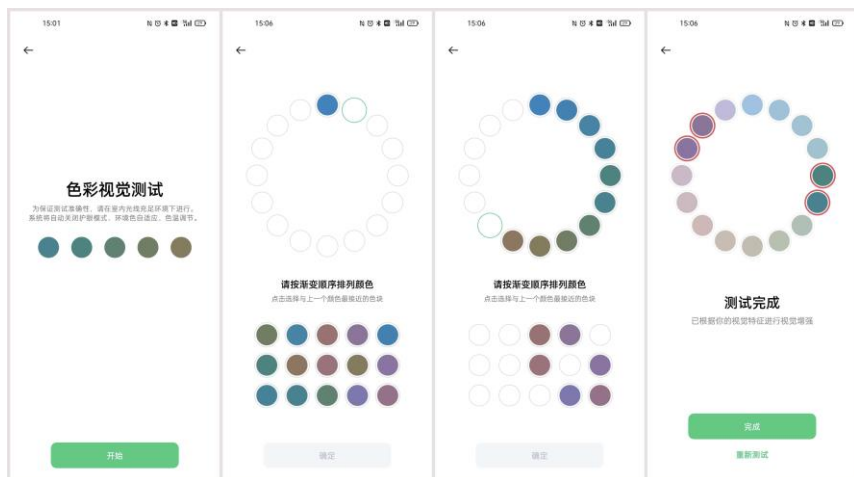 15:01
色彩视觉测试
为保证测试准确性，请在室内光线充足环境下进行。
系统将自动关闭护眼模式、环境色自适应、色温调节。
开始
15:06
请按渐变顺序排列颜色
点击选择与上一个颜色最接近的色块
确定
15:06
请按渐变顺序排列颜色
点击选择与上一个颜色最接近的色块
确定
15:06
测试完成
已根据你的视觉特征进行视觉增强
完成
重新测试